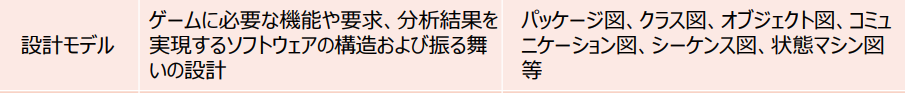 設計モデル
ゲームに必要な機能や要求、分析結果を
実現するソフトウェアの構造および振る舞
いの設計
パッケージ図、クラス図、オブジェクト図、コミュ
ニケーション図、シーケンス図、状態マシン図
等